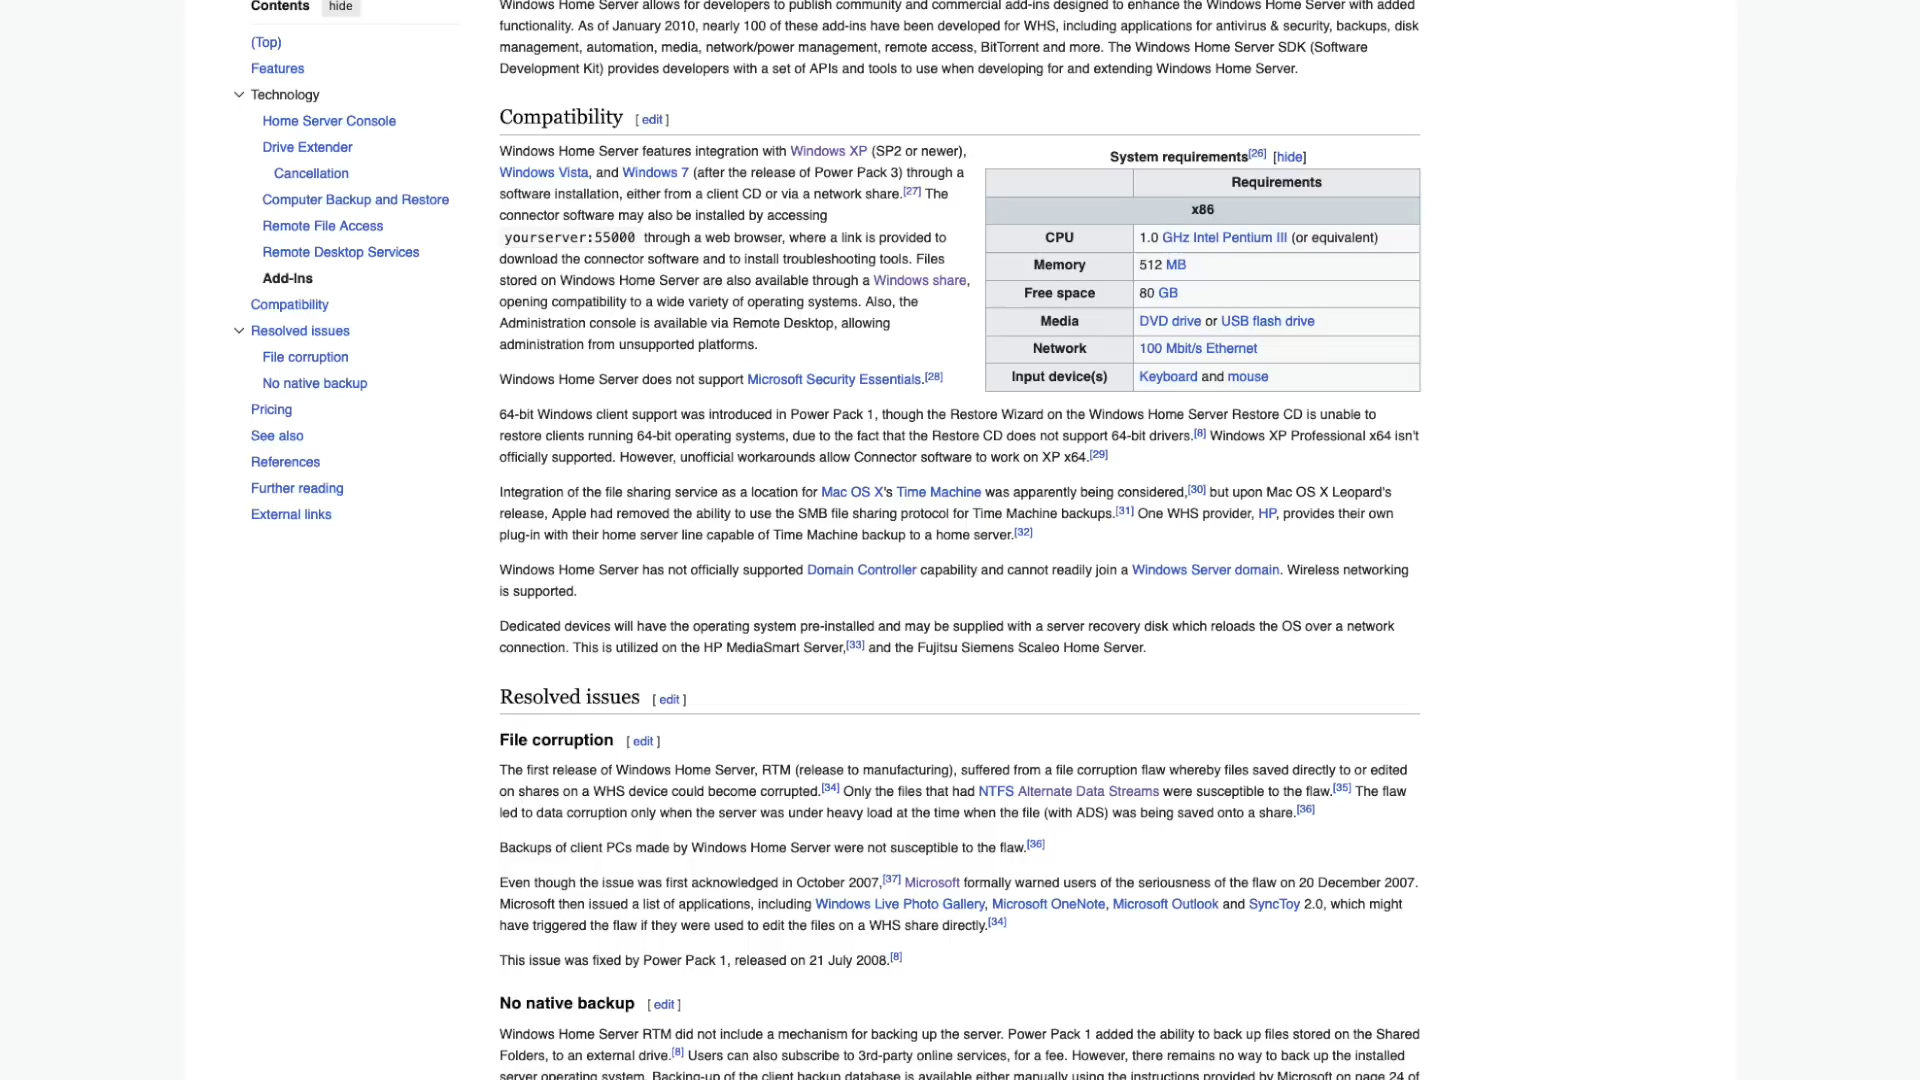 Contents hide
(Top)
Features
Technology
Home Server Console
Drive Extender
Cancellation
Computer Backup and Restore
Remote File Access
Remote Desktop Services
Add-Ins
Compatibility
Resolved issues
File corruption
No native backup
Pricing
See also
References
Further reading
External links
Windows Home Server allows for developers to publish community and commercial add-ins designed to enhance the Windows Home Server with added
functionality. As of January 2010, nearly 100 of these add-ins have been developed for WHS, including applications for antivirus & security, backups, disk
management, automation, media, network/power management, remote access, BitTorrent and more. The Windows Home Server SDK (Software
Development Kit) provides developers with a set of APIs and tools to use when developing for and extending Windows Home Server.
Compatibility [ edit ]
Windows Home Server features integration with Windows XP (SP2 or newer),
Windows Vista, and Windows 7 (after the release of Power Pack 3) through a
software installation, either from a client CD or via a network share.[27] The
connector software may also be installed by accessing
yourserver:55000 through a web browser, where a link is provided to
download the connector software and to install troubleshooting tools. Files
stored on Windows Home Server are also available through a Windows share,
opening compatibility to a wide variety of operating systems. Also, the
Administration console is available via Remote Desktop, allowing
administration from unsupported platforms.
System requirements[26] [hide]
Requirements
x86
CPU 1.0 GHz Intel Pentium III (or equivalent)
Memory 512 MB
Free space 80 GB
Media DVD drive or USB flash drive
Network 100 Mbit/s Ethernet
Input device(s) Keyboard and mouse
Windows Home Server does not support Microsoft Security Essentials.[28]
64-bit Windows client support was introduced in Power Pack 1, though the Restore Wizard on the Windows Home Server Restore CD is unable to
restore clients running 64-bit operating systems, due to the fact that the Restore CD does not support 64-bit drivers.[8] Windows XP Professional x64 isn't
officially supported. However, unofficial workarounds allow Connector software to work on XP x64.[29]
Integration of the file sharing service as a location for Mac OS X's Time Machine was apparently being considered,[30] but upon Mac OS X Leopard's
release, Apple had removed the ability to use the SMB file sharing protocol for Time Machine backups.[31] One WHS provider, HP, provides their own
plug-in with their home server line capable of Time Machine backup to a home server.[32]
Windows Home Server has not officially supported Domain Controller capability and cannot readily join a Windows Server domain. Wireless networking
is supported.
Dedicated devices will have the operating system pre-installed and may be supplied with a server recovery disk which reloads the OS over a network
connection. This is utilized on the HP MediaSmart Server,[33] and the Fujitsu Siemens Scaleo Home Server.
Resolved issues [ edit ]
File corruption [ edit ]
The first release of Windows Home Server, RTM (release to manufacturing), suffered from a file corruption flaw whereby files saved directly to or edited
on shares on a WHS device could become corrupted.[34] Only the files that had NTFS Alternate Data Streams were susceptible to the flaw.[35] The flaw
led to data corruption only when the server was under heavy load at the time when the file (with ADS) was being saved onto a share.[36]
Backups of client PCs made by Windows Home Server were not susceptible to the flaw.[36]
Even though the issue was first acknowledged in October 2007,[37] Microsoft formally warned users of the seriousness of the flaw on 20 December 2007.
Microsoft then issued a list of applications, including Windows Live Photo Gallery, Microsoft OneNote, Microsoft Outlook and SyncToy 2.0, which might
have triggered the flaw if they were used to edit the files on a WHS share directly.[34]
This issue was fixed by Power Pack 1, released on 21 July 2008.[8]
No native backup [ edit ]
Windows Home Server RTM did not include a mechanism for backing up the server. Power Pack 1 added the ability to back up files stored on the Shared
Folders, to an external drive.[8] Users can also subscribe to 3rd-party online services, for a fee. However, there remains no way to back up the installed
server operating system. Backing-up of the client backup database is available either manually using the instructions provided by Microsoft on page 24 of